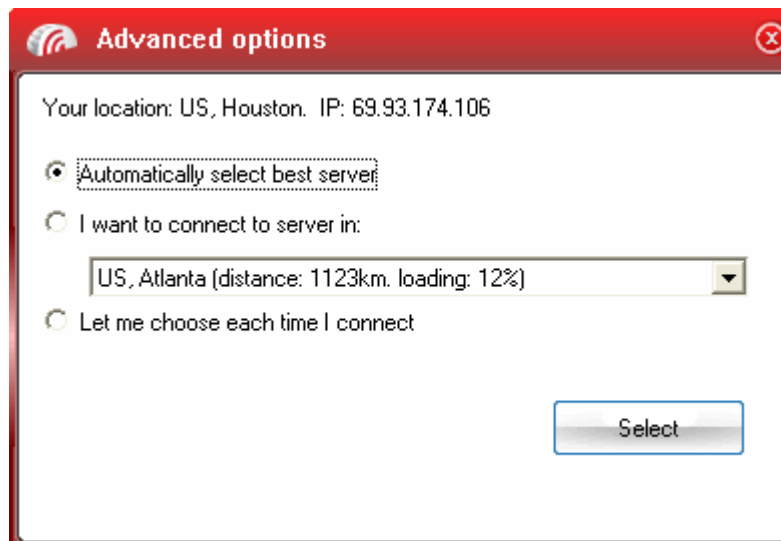 Advanced options
Your location: US, Houston. IP: 69.93.174.106
Automatically select best server
I want to connect to server in:
US, Atlanta (distance: 1123km. loading: 12%)
Let me choose each time I connect
Select